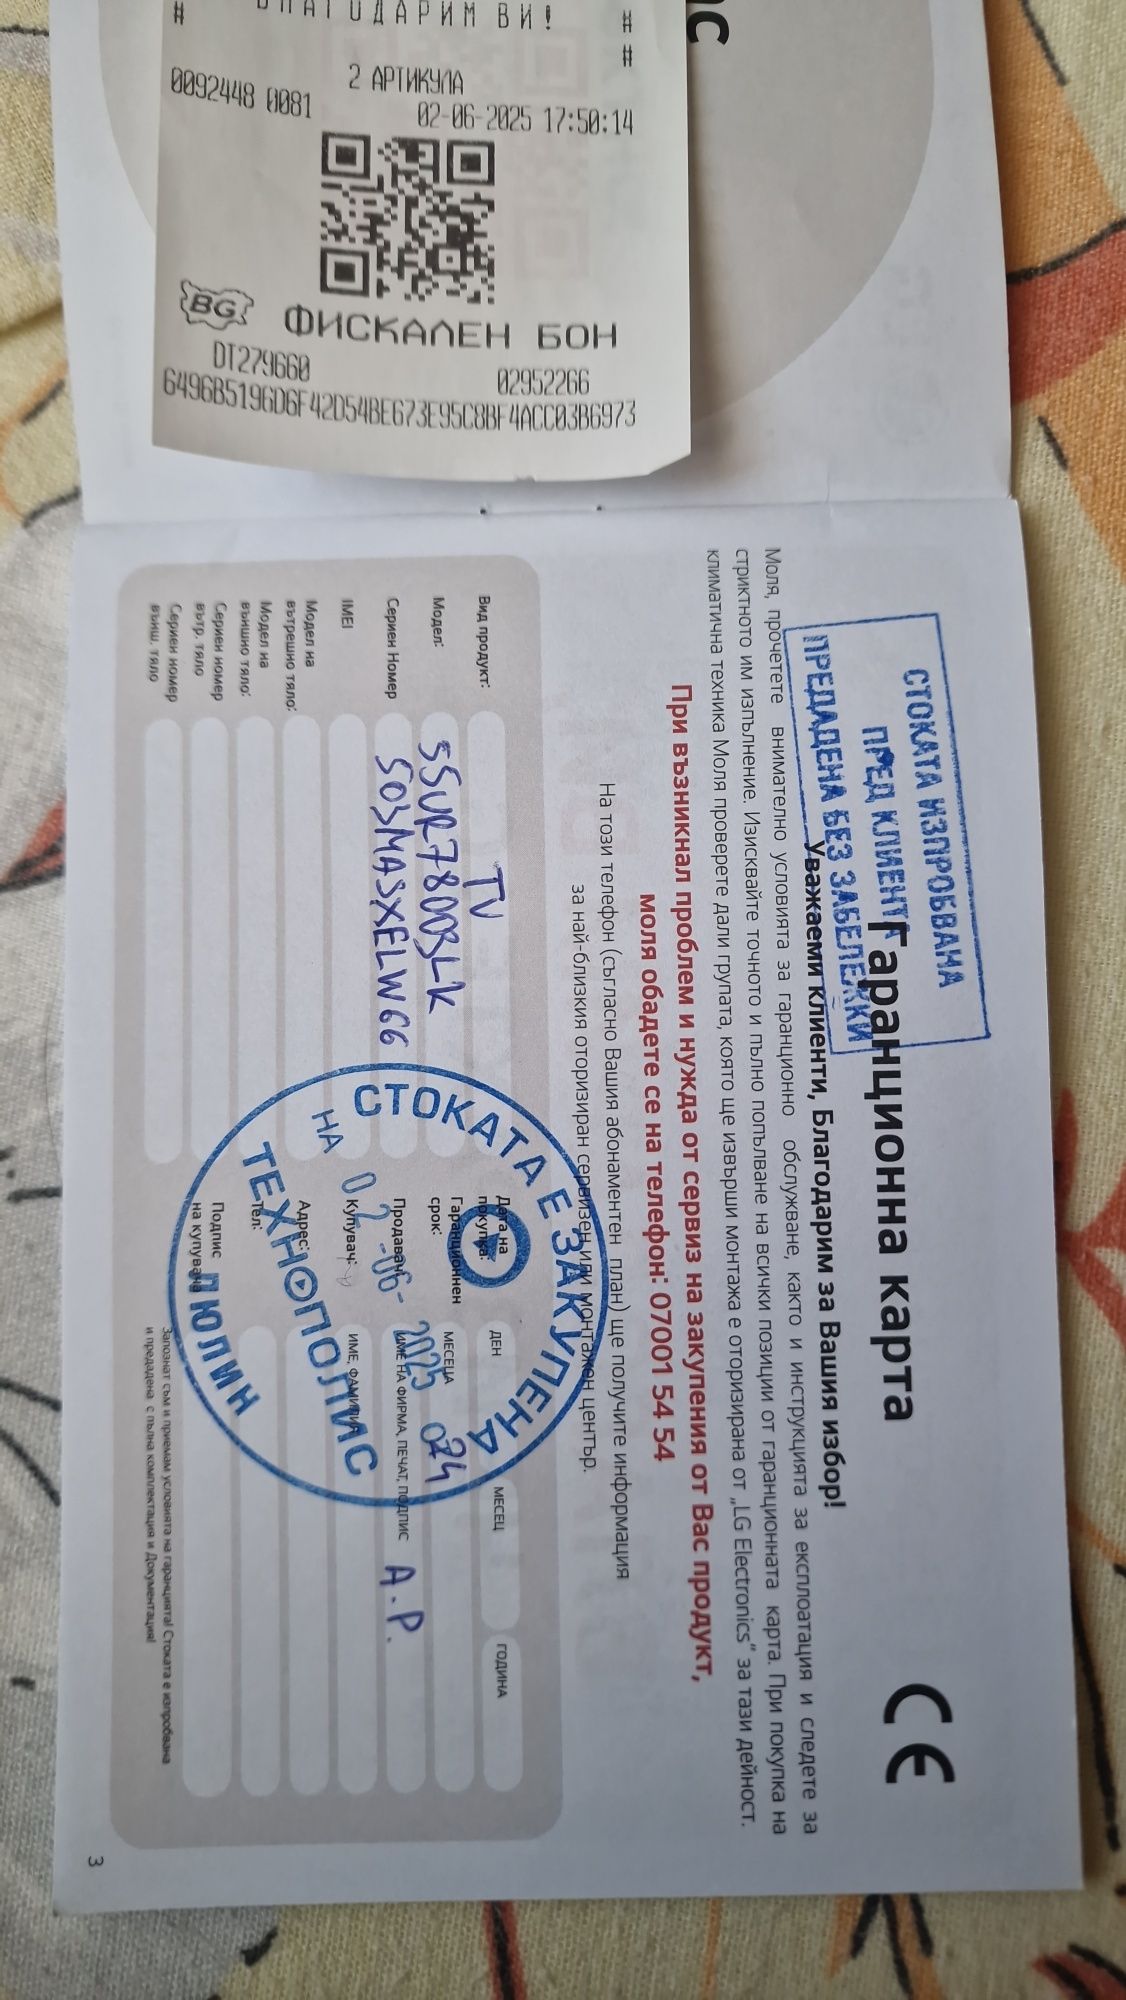 БЛАГОДАРИМ ВИ!
# #
#
2 АРТИКУЛА
0092448 0081 02-06-2025 17:50:14
BG ФИСКАЛЕН БОН
DT279660 02952266
6496B5196D6F42D54BE673E95C8BF4ACC03B6973
СТОКАТА ИЗПРОБВАНА
ПРЕД КЛИЕНТА
ПРЕДАДЕНА БЕЗ ЗАБЕЛЕЖКИ
Гаранционна карта
CE
Уважаеми клиенти, Благодарим за Вашия избор!
Моля, прочетете внимателно условията за гаранционно обслужване, както и инструкцията за експлоатация и следете за
стриктното им изпълнение. Изисквайте точното и пълно попълване на всички позиции от гаранционната карта. При покупка на
климатична техника Моля проверете дали групата, която ще извърши монтажа е оторизирана от „LG Electronics“ за тази дейност.
При възникнал проблем и нужда от сервиз на закупения от Вас продукт,
моля обадете се на телефон: 07001 54 54
На този телефон (съгласно Вашия абонаментен план) ще получите информация
за най-близкия оторизиран сервизен или монтажен център.
Вид продукт: TV
Модел: 55UR78003LK
Сериен Номер 503MASXELW66
IMEI
Модел на
вътрешно тяло:
Модел на
външно тяло:
Сериен номер
вътр. тяло
Сериен номер
външ. тяло
Дата на
покупка: ДЕН МЕСЕЦ ГОДИНА
Гаранционен
срок: МЕСЕЦА 024
Продавач: ИМЕ НА ФИРМА, ПЕЧАТ, ПОДПИС А.Р.
Купувач: ИМЕ, ФАМИЛИЯ
Адрес:
Тел:
Подпис
на купувача
Запознат съм и приемам условията на гаранцията! Стоката е изпробвана
и предадена с пълна комплектация и Документация!
СТОКАТА Е ЗАКУПЕНА
НА 02-06-2025
ТЕХНОПОЛИС
ЛЮЛИН
3